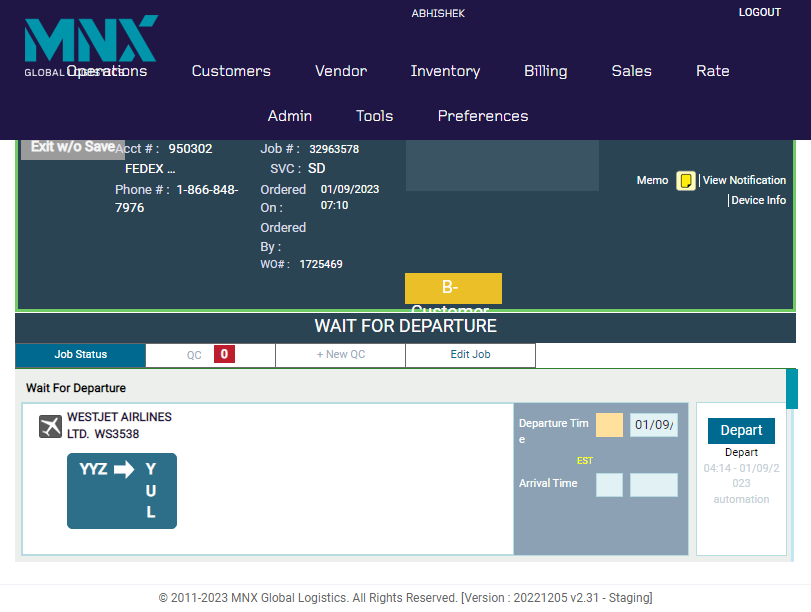 ABHISHEK
LOGOUT
MNX
GLOBAL LOGISTICS
Operations Customers Vendor Inventory Billing Sales Rate
Admin Tools Preferences
Exit w/o Save
Acct # : 950302
FEDEX ...
Phone # : 1-866-848-
7976
Job # : 32963578
SVC : SD
Ordered 01/09/2023
On : 07:10
Ordered
By :
WO# : 1725469
Memo | View Notification
| Device Info
B-
Customer
WAIT FOR DEPARTURE
Job Status QC 0 + New QC Edit Job
Wait For Departure
WESTJET AIRLINES
LTD. WS3538
YYZ Y
U
L
Departure Tim
e
01/09/
EST
Arrival Time
Depart
Depart
04:14 - 01/09/2
023
automation
© 2011-2023 MNX Global Logistics. All Rights Reserved. [Version : 20221205 v2.31 - Staging]